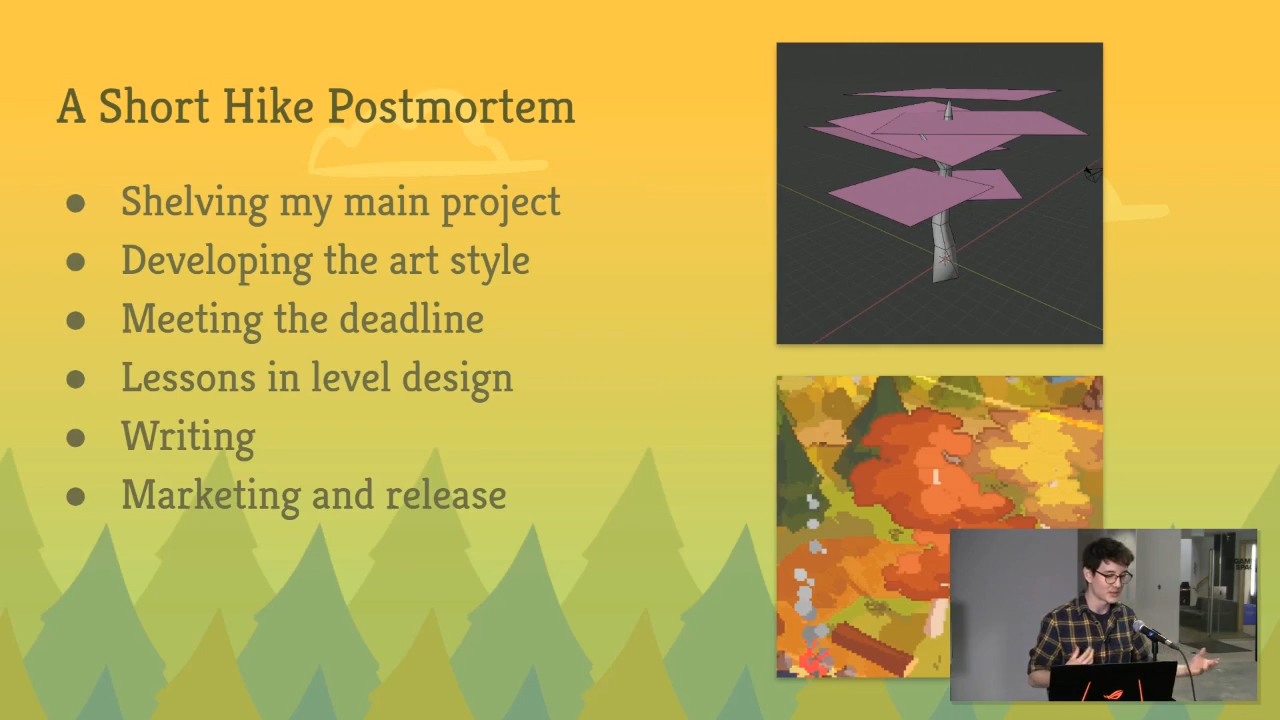 A Short Hike Postmortem
● Shelving my main project
● Developing the art style
● Meeting the deadline
● Lessons in level design
● Writing
● Marketing and release